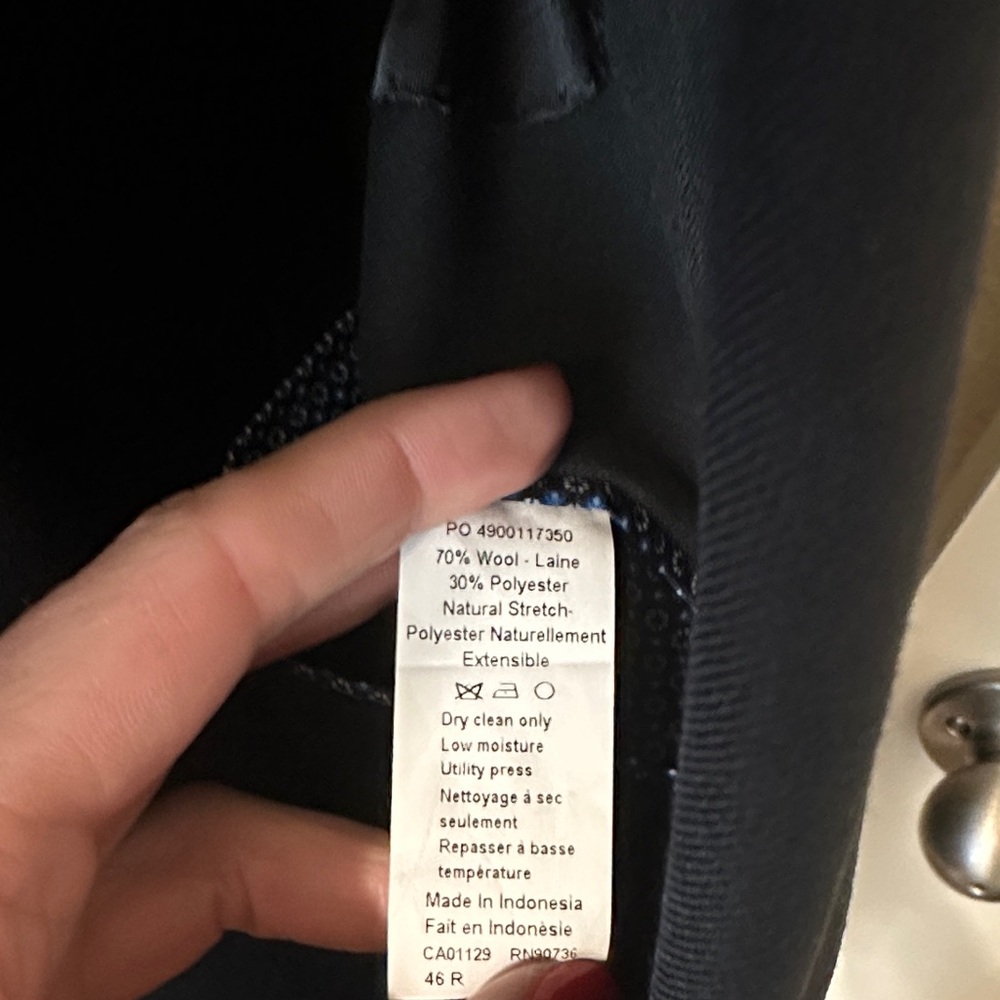 PO 4900117350
70% Wool - Laine
30% Polyester
Natural Stretch-
Polyester Naturellement
Extensible
Dry clean only
Low moisture
Utility press
Nettoyage à sec
seulement
Repasser à basse
température
Made In Indonesia
Fait en Indonèsie
CA01129 RN90736
46 R